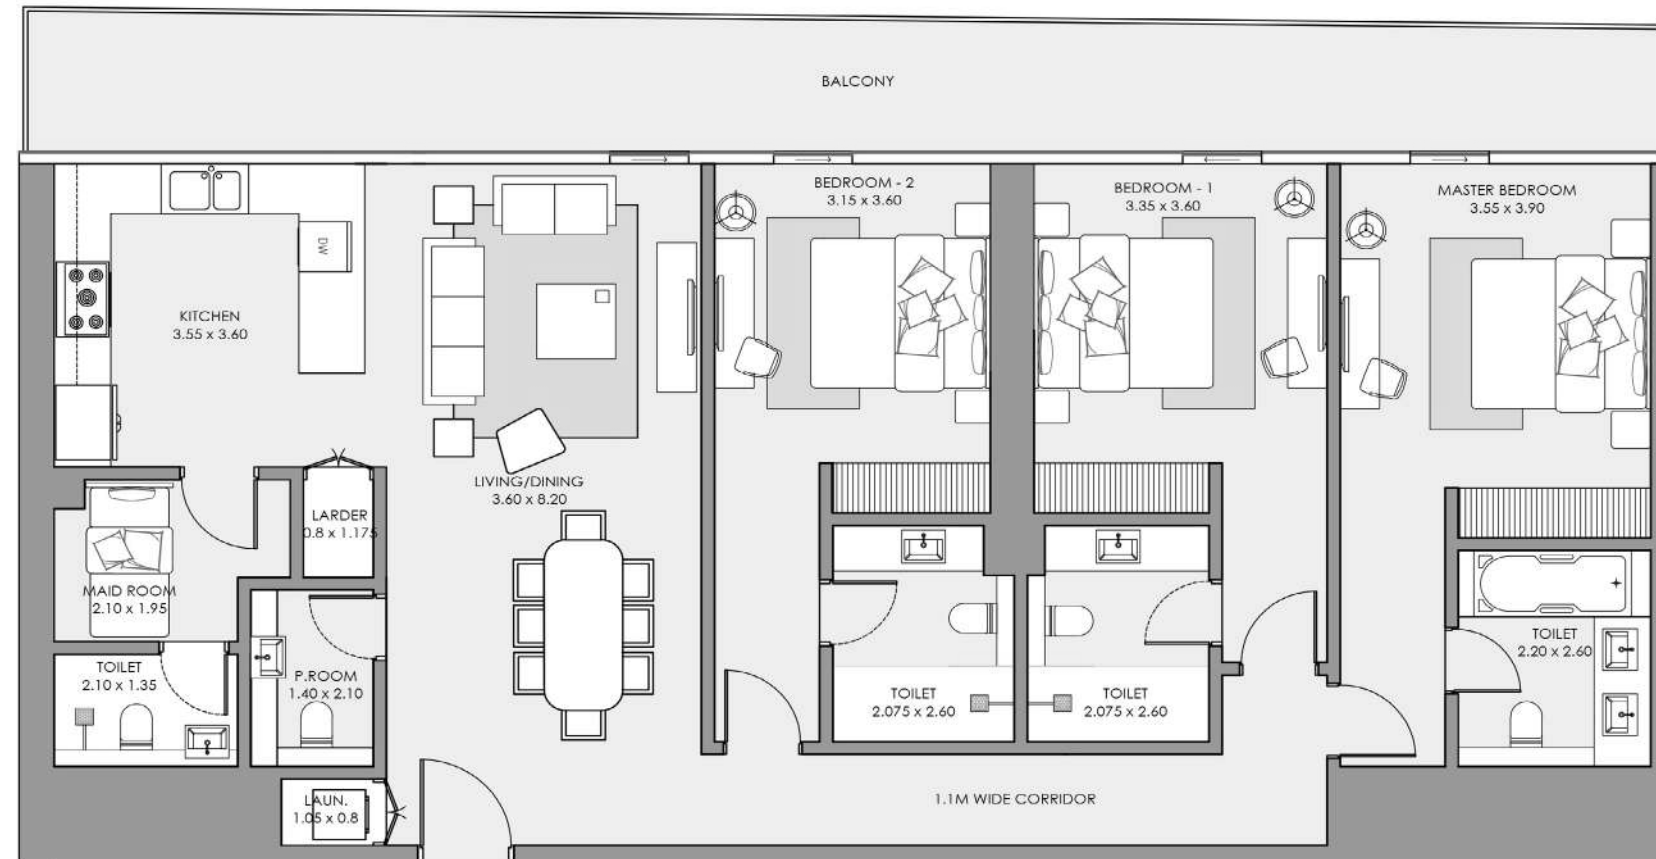 BALCONY
BEDROOM - 2
3.15 x 3.60
BEDROOM - 1
3.35 x 3.60
MASTER BEDROOM
3.55 x 3.90
DW
KITCHEN
3.55 x 3.60
LIVING/DINING
3.60 x 8.20
LARDER
0.8 x 1.175
MAID ROOM
2.10 x 1.95
TOILET
2.10 x 1.35
P.ROOM
1.40 x 2.10
TOILET
2.075 x 2.60
TOILET
2.075 x 2.60
TOILET
2.20 x 2.60
LAUN.
1.05 x 0.8
1.1M WIDE CORRIDOR